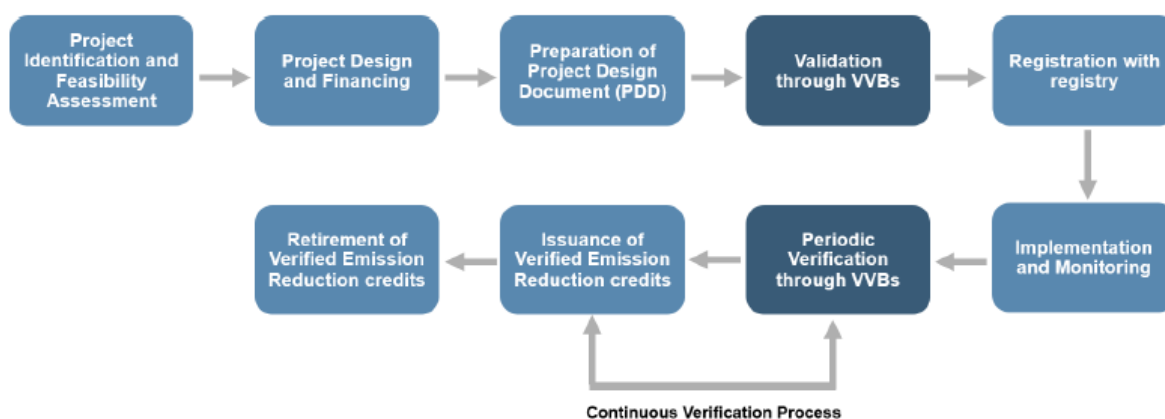 Project
Identification and
Feasibility
Assessment
Project Design
and Financing
Preparation of
Project Design
Document (PDD)
Validation
through VVBs
Registration with
registry
Retirement of
Verified Emission
Reduction credits
Issuance of
Verified Emission
Reduction credits
Periodic
Verification
through VVBs
Implementation
and Monitoring
Continuous Verification Process